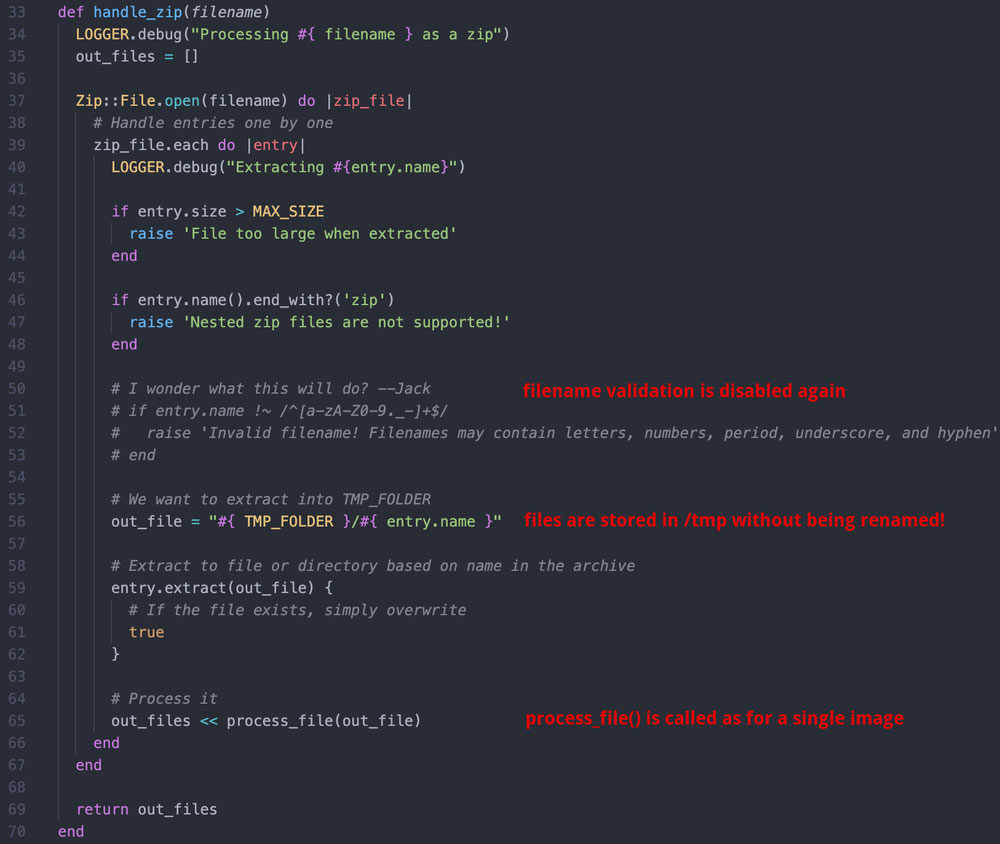 33 def handle_zip(filename)
34 LOGGER.debug("Processing #{ filename } as a zip")
35 out_files = []
36
37 Zip::File.open(filename) do |zip_file|
38 # Handle entries one by one
39 zip_file.each do |entry|
40 LOGGER.debug("Extracting #{entry.name}")
41
42 if entry.size > MAX_SIZE
43 raise 'File too large when extracted'
44 end
45
46 if entry.name().end_with?('zip')
47 raise 'Nested zip files are not supported!'
48 end
49
50 # I wonder what this will do? --Jack filename validation is disabled again
51 # if entry.name !~ /^[a-zA-Z0-9._-]+$/
52 #   raise 'Invalid filename! Filenames may contain letters, numbers, period, underscore, and hyphen'
53 # end
54
55 # We want to extract into TMP_FOLDER
56 out_file = "#{ TMP_FOLDER }/#{ entry.name }" files are stored in /tmp without being renamed!
57
58 # Extract to file or directory based on name in the archive
59 entry.extract(out_file) {
60 # If the file exists, simply overwrite
61 true
62 }
63
64 # Process it
65 out_files << process_file(out_file) process_file() is called as for a single image
66 end
67 end
68
69 return out_files
70 end